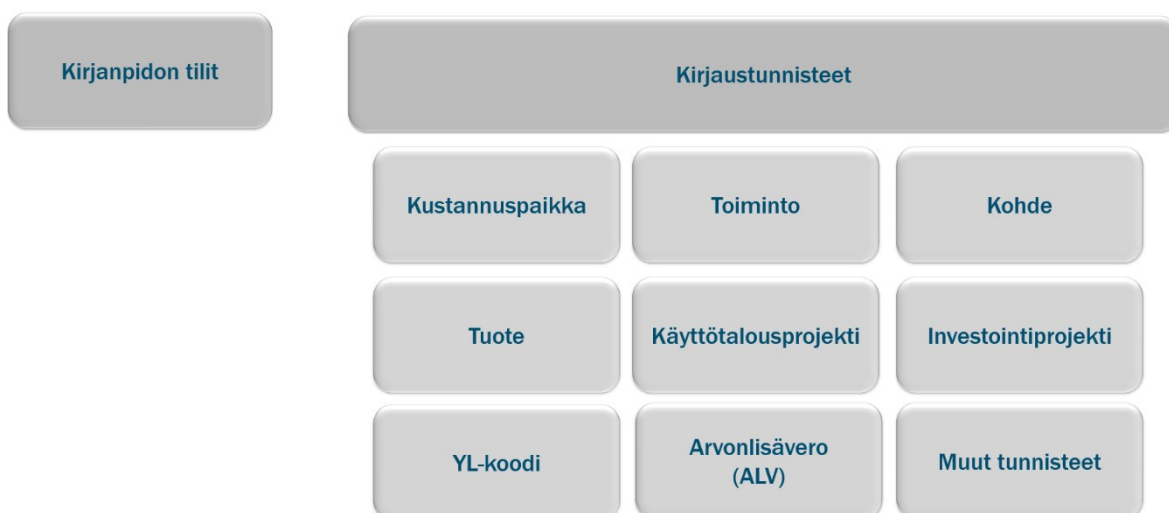 Kirjanpidon tilit
Kirjaustunnisteet
Kustannuspaikka
Toiminto
Kohde
Tuote
Käyttötalousprojekti
Investointiprojekti
YL-koodi
Arvonlisävero
(ALV)
Muut tunnisteet